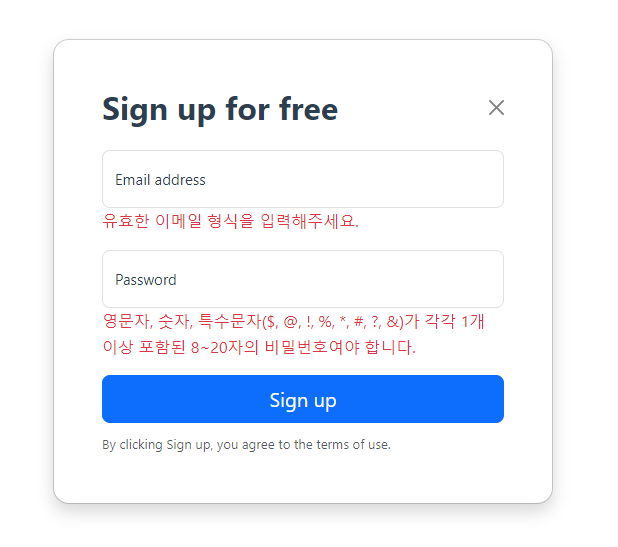 Sign up for free
Email address
유효한 이메일 형식을 입력해주세요.
Password
영문자, 숫자, 특수문자($, @, !, %, *, #, ?, &)가 각각 1개
이상 포함된 8~20자의 비밀번호여야 합니다.
Sign up
By clicking Sign up, you agree to the terms of use.